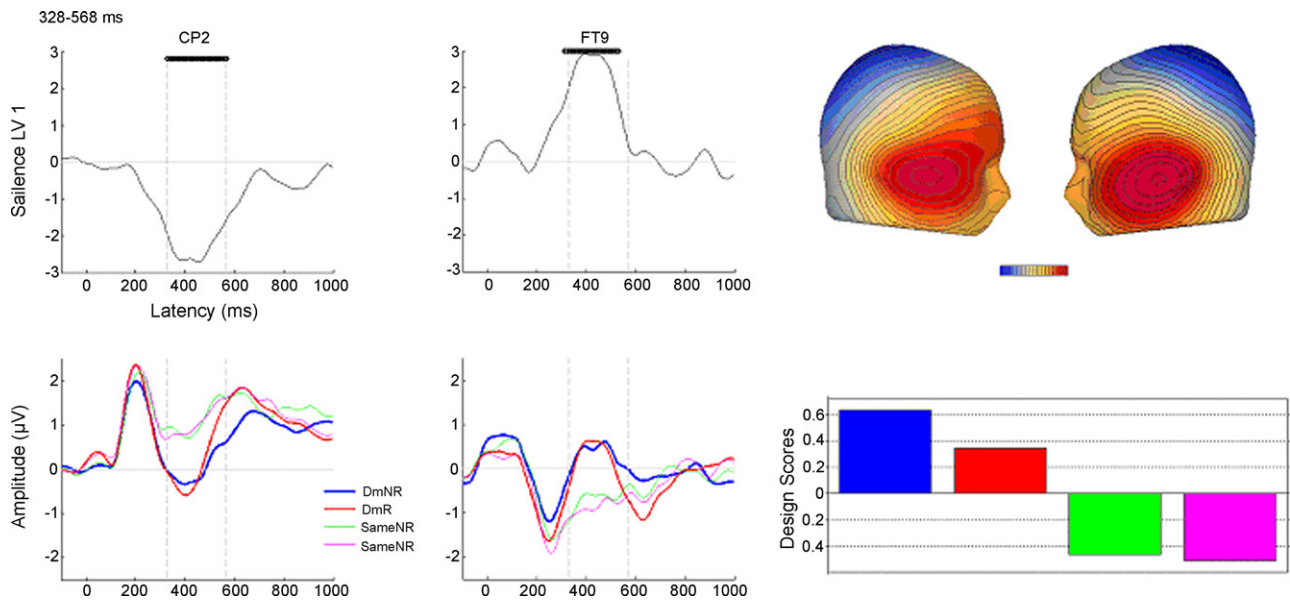 328-568 ms
CP2
FT9
3
2
1
0
-1
-2
-3
Sailence LV 1
0 200 400 600 800 1000
Latency (ms)
3
2
1
0
-1
-2
-3
0 200 400 600 800 1000
2
1
0
-1
-2
Amplitude (µV)
DmNR
DmR
SameNR
SameNR
0 200 400 600 800 1000
2
1
0
-1
-2
0 200 400 600 800 1000
Design Scores
0.6
0.4
0.2
0
0.2
0.4